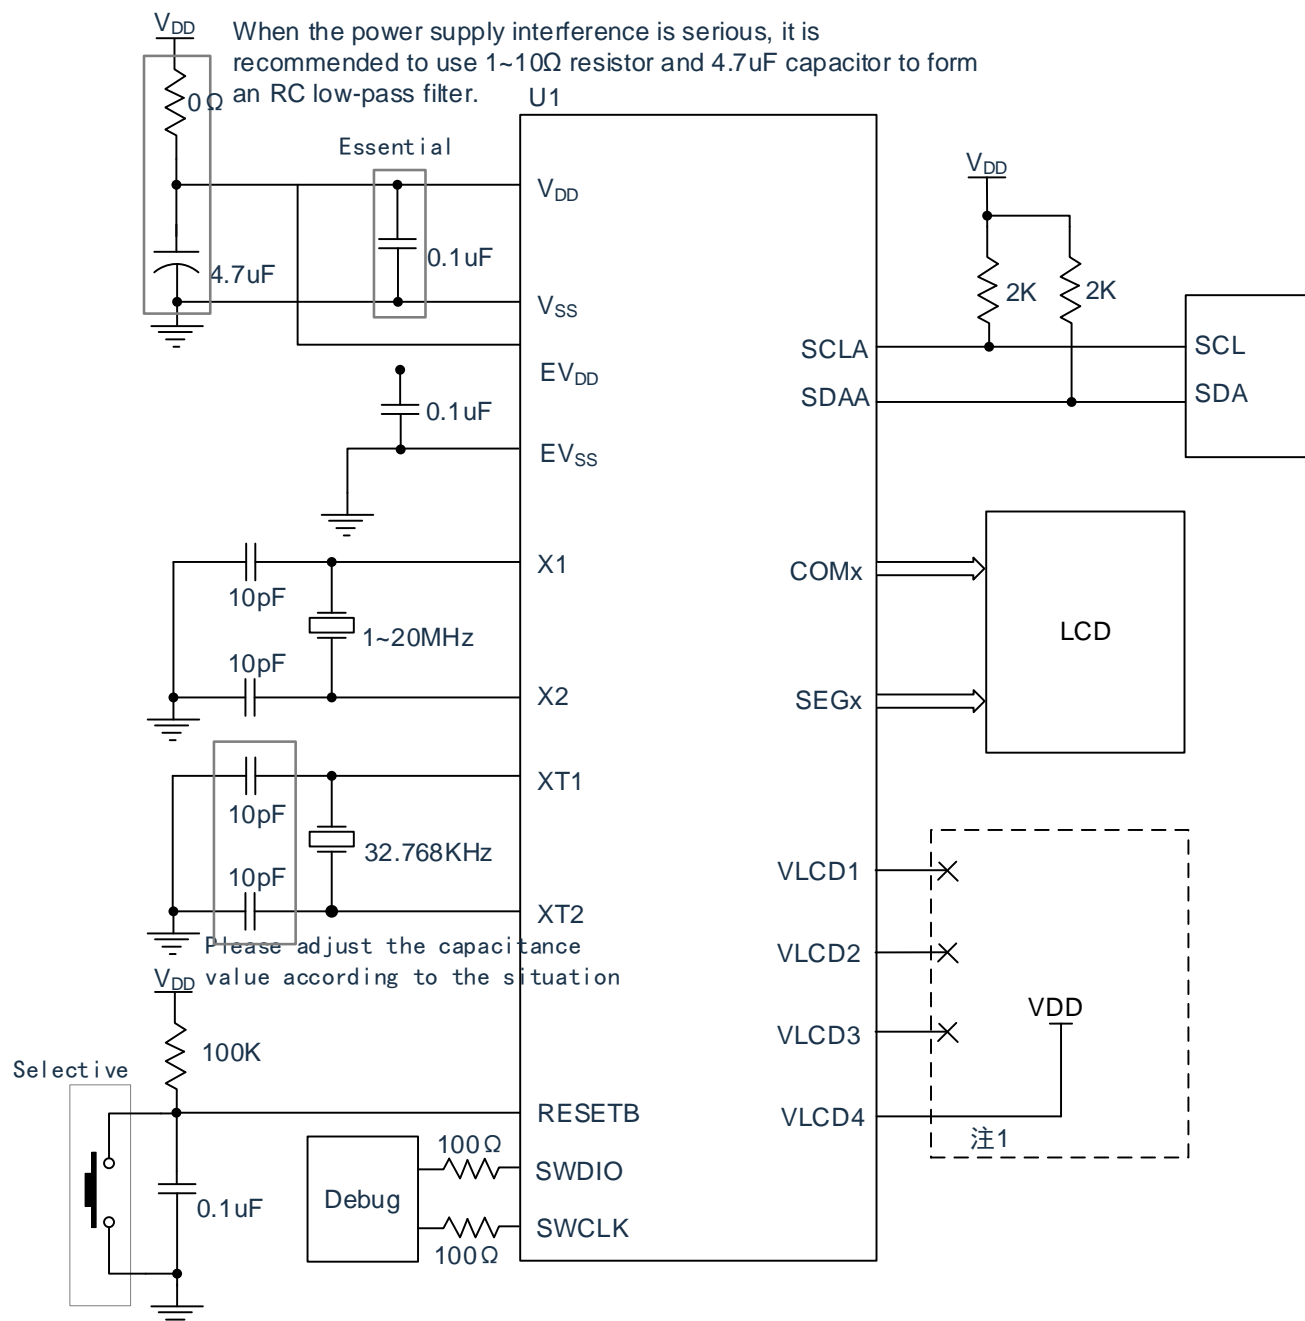 VDD
When the power supply interference is serious, it is
recommended to use 1~10Ω resistor and 4.7uF capacitor to form
an RC low-pass filter.
0Ω
U1
Essential
VDD
VDD
0.1uF
4.7uF
2K
2K
VSS
SCLA
SCL
EVDD
SDAA
SDA
0.1uF
EVSS
X1
COMx
10pF
1~20MHz
LCD
10pF
X2
SEGx
XT1
10pF
32.768KHz
VLCD1
10pF
XT2
Please adjust the capacitance
value according to the situation
VLCD2
VDD
VDD
100K
VLCD3
Selective
RESETB
VLCD4
注1
100Ω
SWDIO
Debug
0.1uF
SWCLK
100Ω